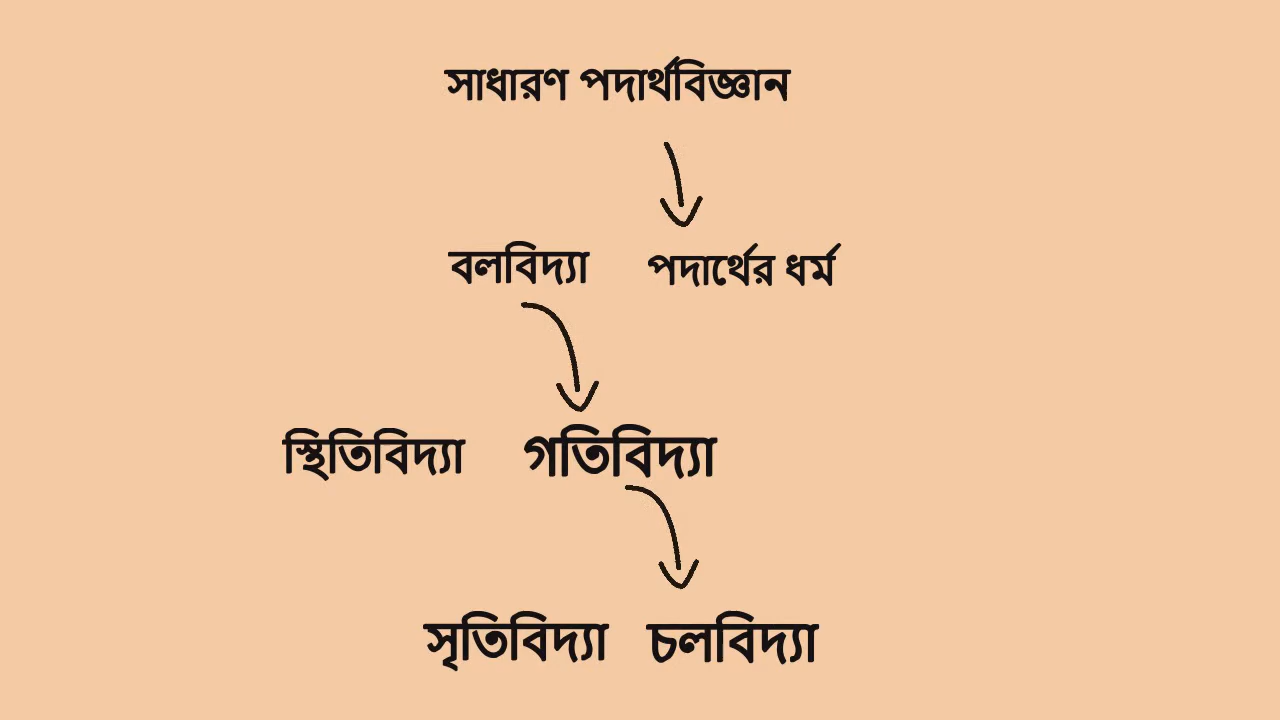 সাধারণ পদার্থবিজ্ঞান
বলবিদ্যা পদার্থের ধর্ম
স্থিতিবিদ্যা গতিবিদ্যা
সৃতিবিদ্যা চলবিদ্যা